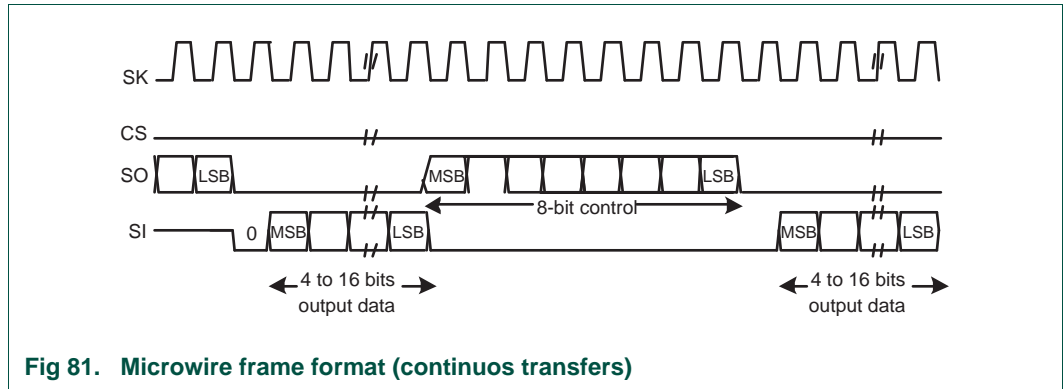 SK
CS
SO
LSB
MSB
LSB
8-bit control
SI
0
MSB
LSB
MSB
LSB
4 to 16 bits
output data
4 to 16 bits
output data
Fig 81. Microwire frame format (continuos transfers)